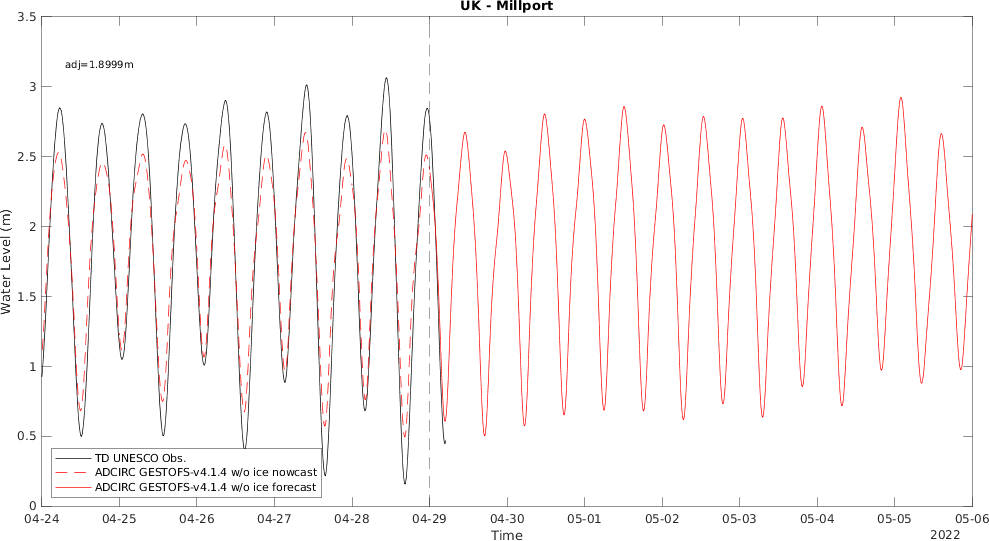 UK - Millport
adj=1.8999m
Water Level (m)
3.5
3
2.5
2
1.5
1
0.5
0
TD UNESCO Obs.
ADCIRC GESTOFS-v4.1.4 w/o ice nowcast
ADCIRC GESTOFS-v4.1.4 w/o ice forecast
04-24 04-25 04-26 04-27 04-28 04-29 04-30 05-01 05-02 05-03 05-04 05-05 05-06
Time
2022